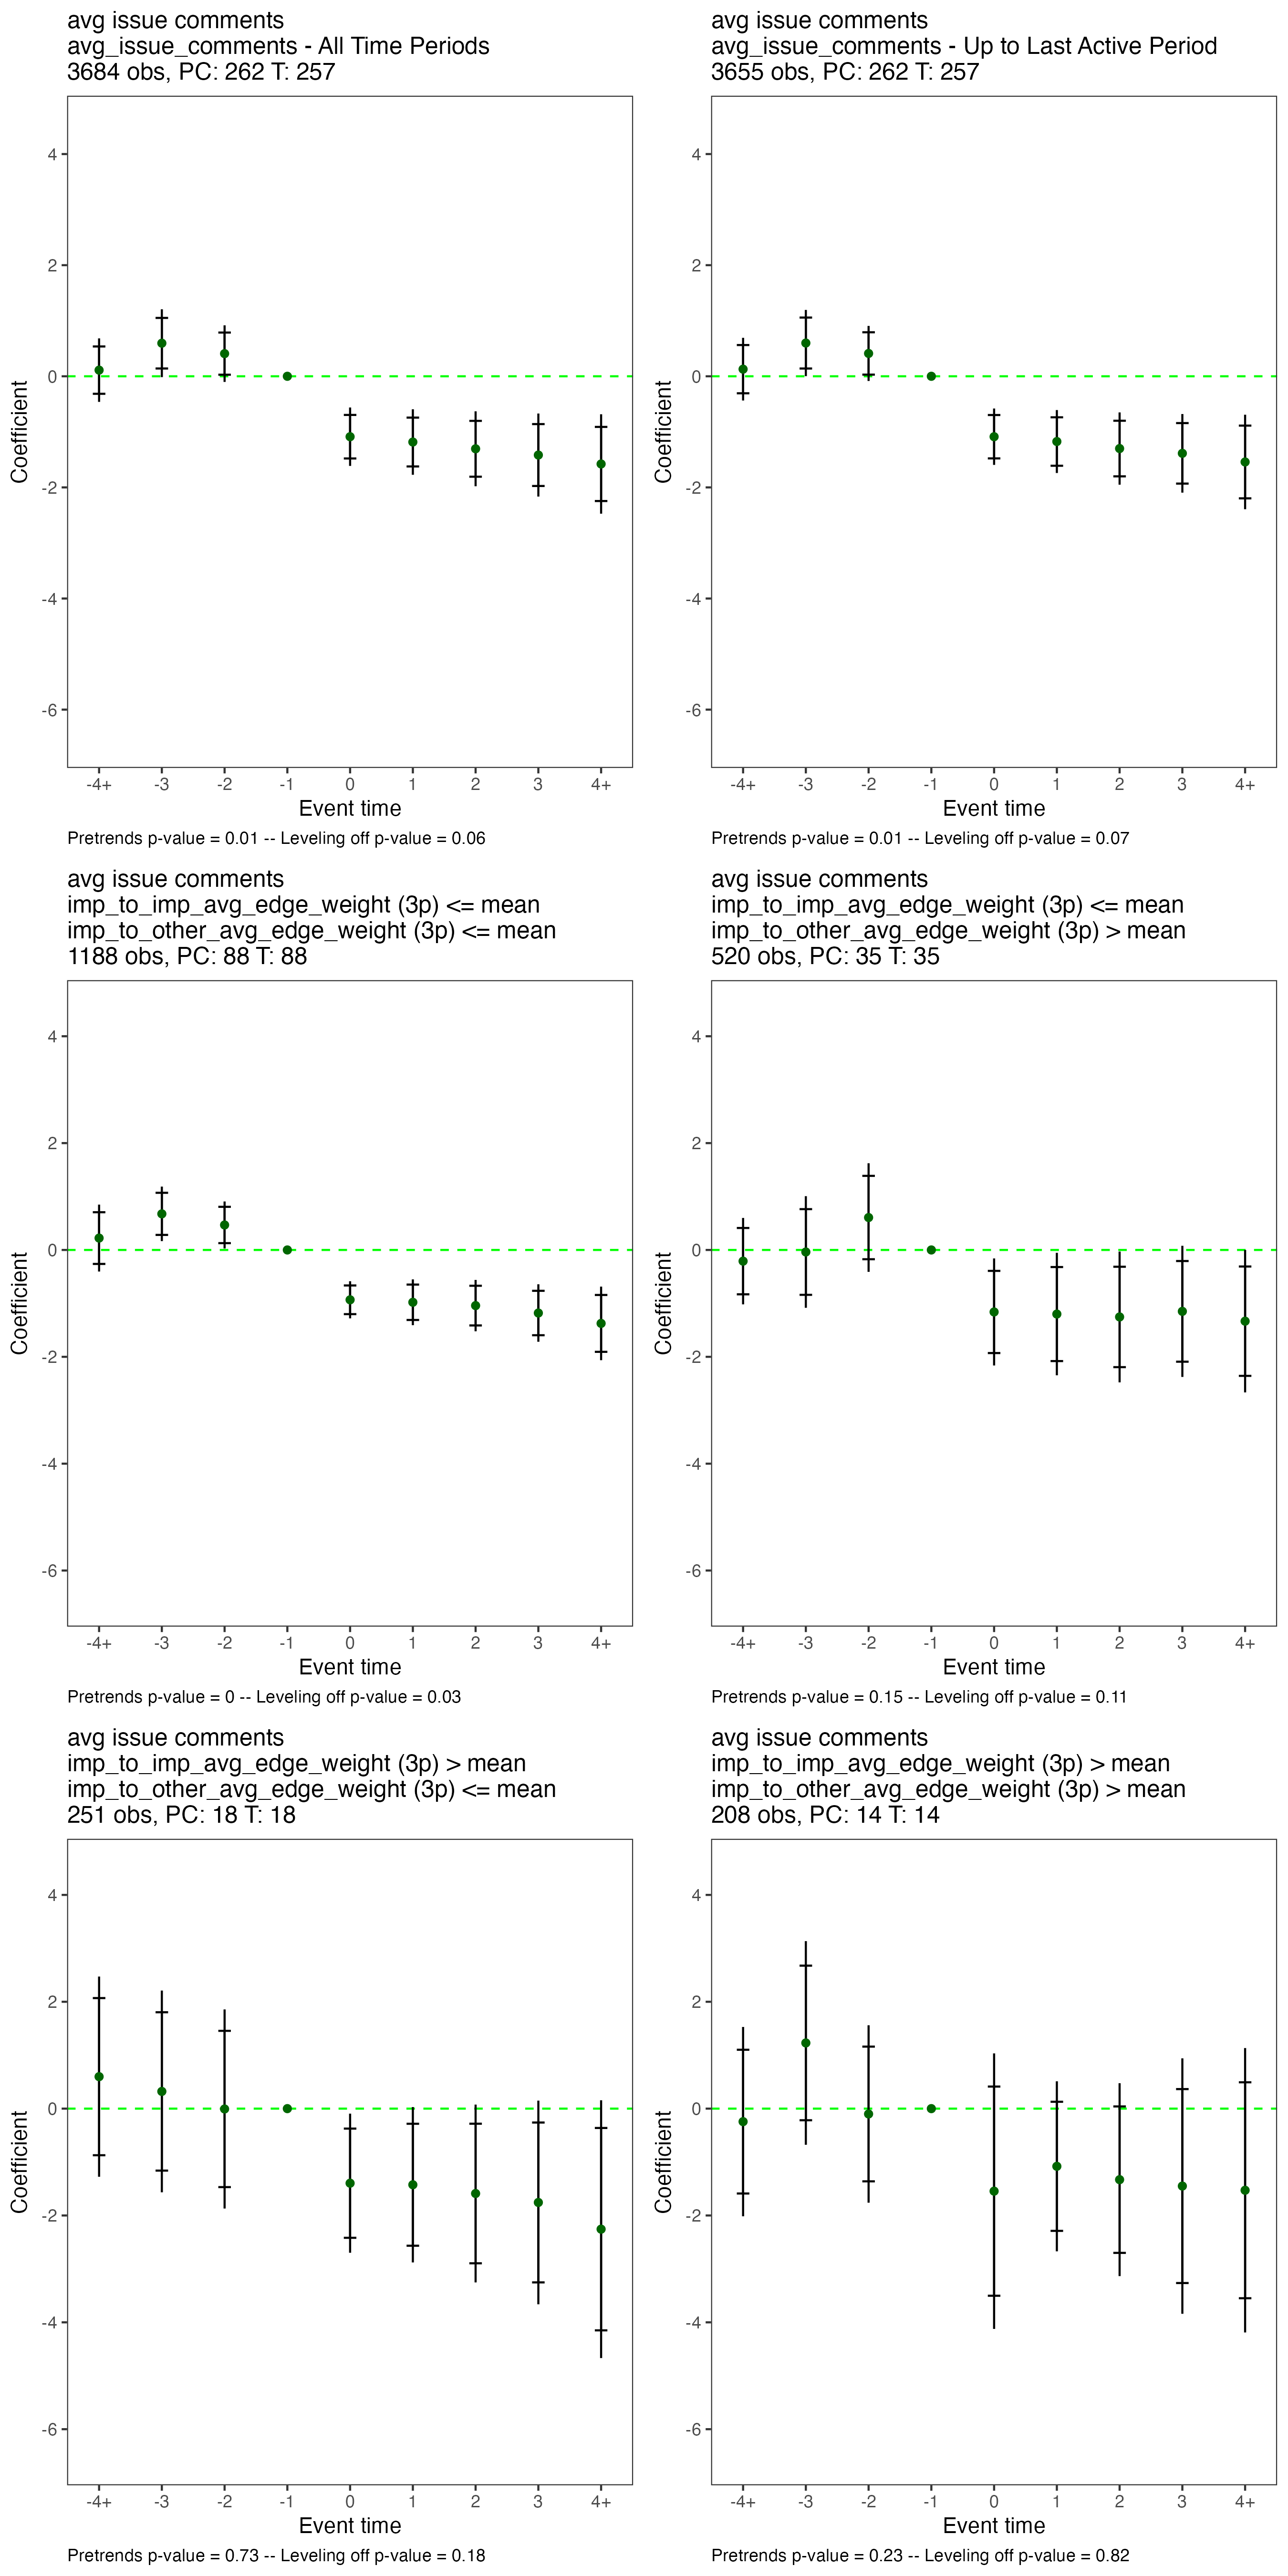 avg issue comments
avg_issue_comments - All Time Periods
3684 obs, PC: 262 T: 257
4
2
0
-2
-4
-6
Coefficient
-4+ -3 -2 -1 0 1 2 3 4+
Event time
Pretrends p-value = 0.01 -- Leveling off p-value = 0.06
avg issue comments
avg_issue_comments - Up to Last Active Period
3655 obs, PC: 262 T: 257
4
2
0
-2
-4
-6
Coefficient
-4+ -3 -2 -1 0 1 2 3 4+
Event time
Pretrends p-value = 0.01 -- Leveling off p-value = 0.07
avg issue comments
imp_to_imp_avg_edge_weight (3p) <= mean
imp_to_other_avg_edge_weight (3p) <= mean
1188 obs, PC: 88 T: 88
4
2
0
-2
-4
-6
Coefficient
-4+ -3 -2 -1 0 1 2 3 4+
Event time
Pretrends p-value = 0 -- Leveling off p-value = 0.03
avg issue comments
imp_to_imp_avg_edge_weight (3p) <= mean
imp_to_other_avg_edge_weight (3p) > mean
520 obs, PC: 35 T: 35
4
2
0
-2
-4
-6
Coefficient
-4+ -3 -2 -1 0 1 2 3 4+
Event time
Pretrends p-value = 0.15 -- Leveling off p-value = 0.11
avg issue comments
imp_to_imp_avg_edge_weight (3p) > mean
imp_to_other_avg_edge_weight (3p) <= mean
251 obs, PC: 18 T: 18
4
2
0
-2
-4
-6
Coefficient
-4+ -3 -2 -1 0 1 2 3 4+
Event time
Pretrends p-value = 0.73 -- Leveling off p-value = 0.18
avg issue comments
imp_to_imp_avg_edge_weight (3p) > mean
imp_to_other_avg_edge_weight (3p) > mean
208 obs, PC: 14 T: 14
4
2
0
-2
-4
-6
Coefficient
-4+ -3 -2 -1 0 1 2 3 4+
Event time
Pretrends p-value = 0.23 -- Leveling off p-value = 0.82